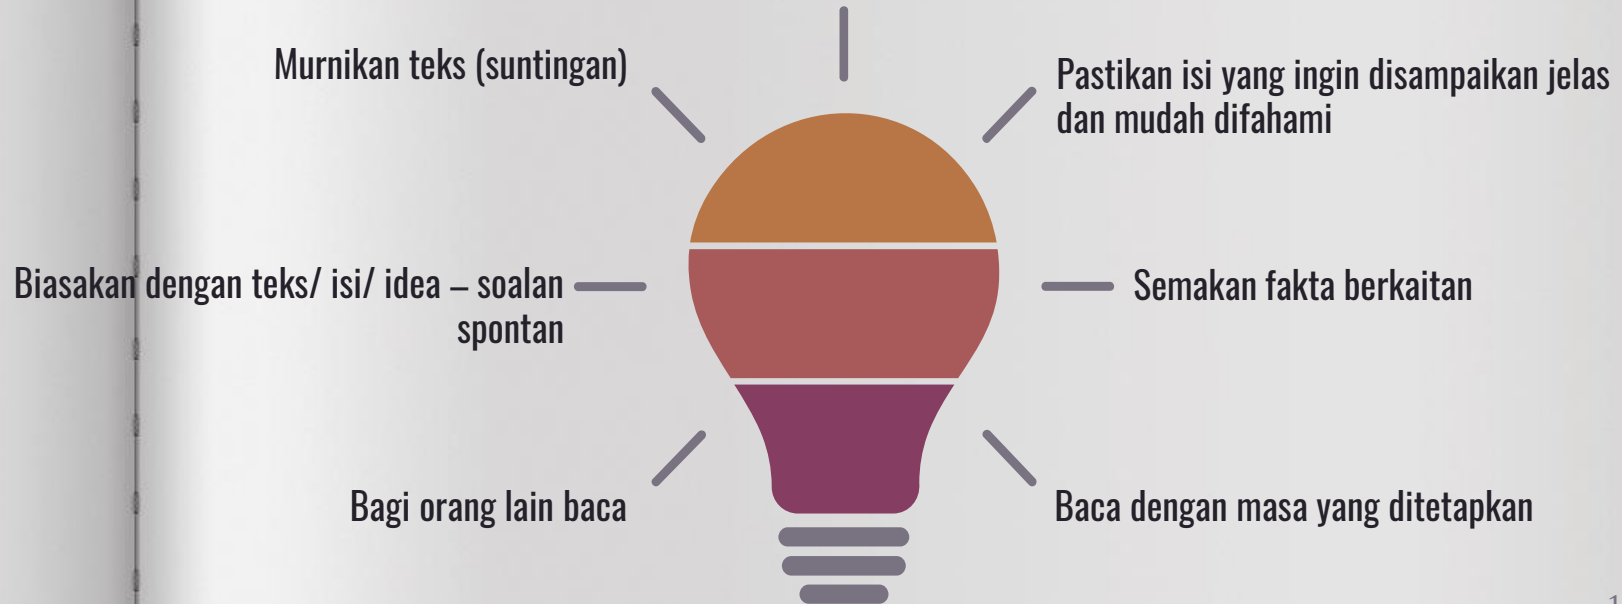 Murnikan teks (suntingan)
Pastikan isi yang ingin disampaikan jelas
dan mudah difahami
Biasakan dengan teks/ isi/ idea – soalan
spontan
Semakan fakta berkaitan
Bagi orang lain baca
Baca dengan masa yang ditetapkan